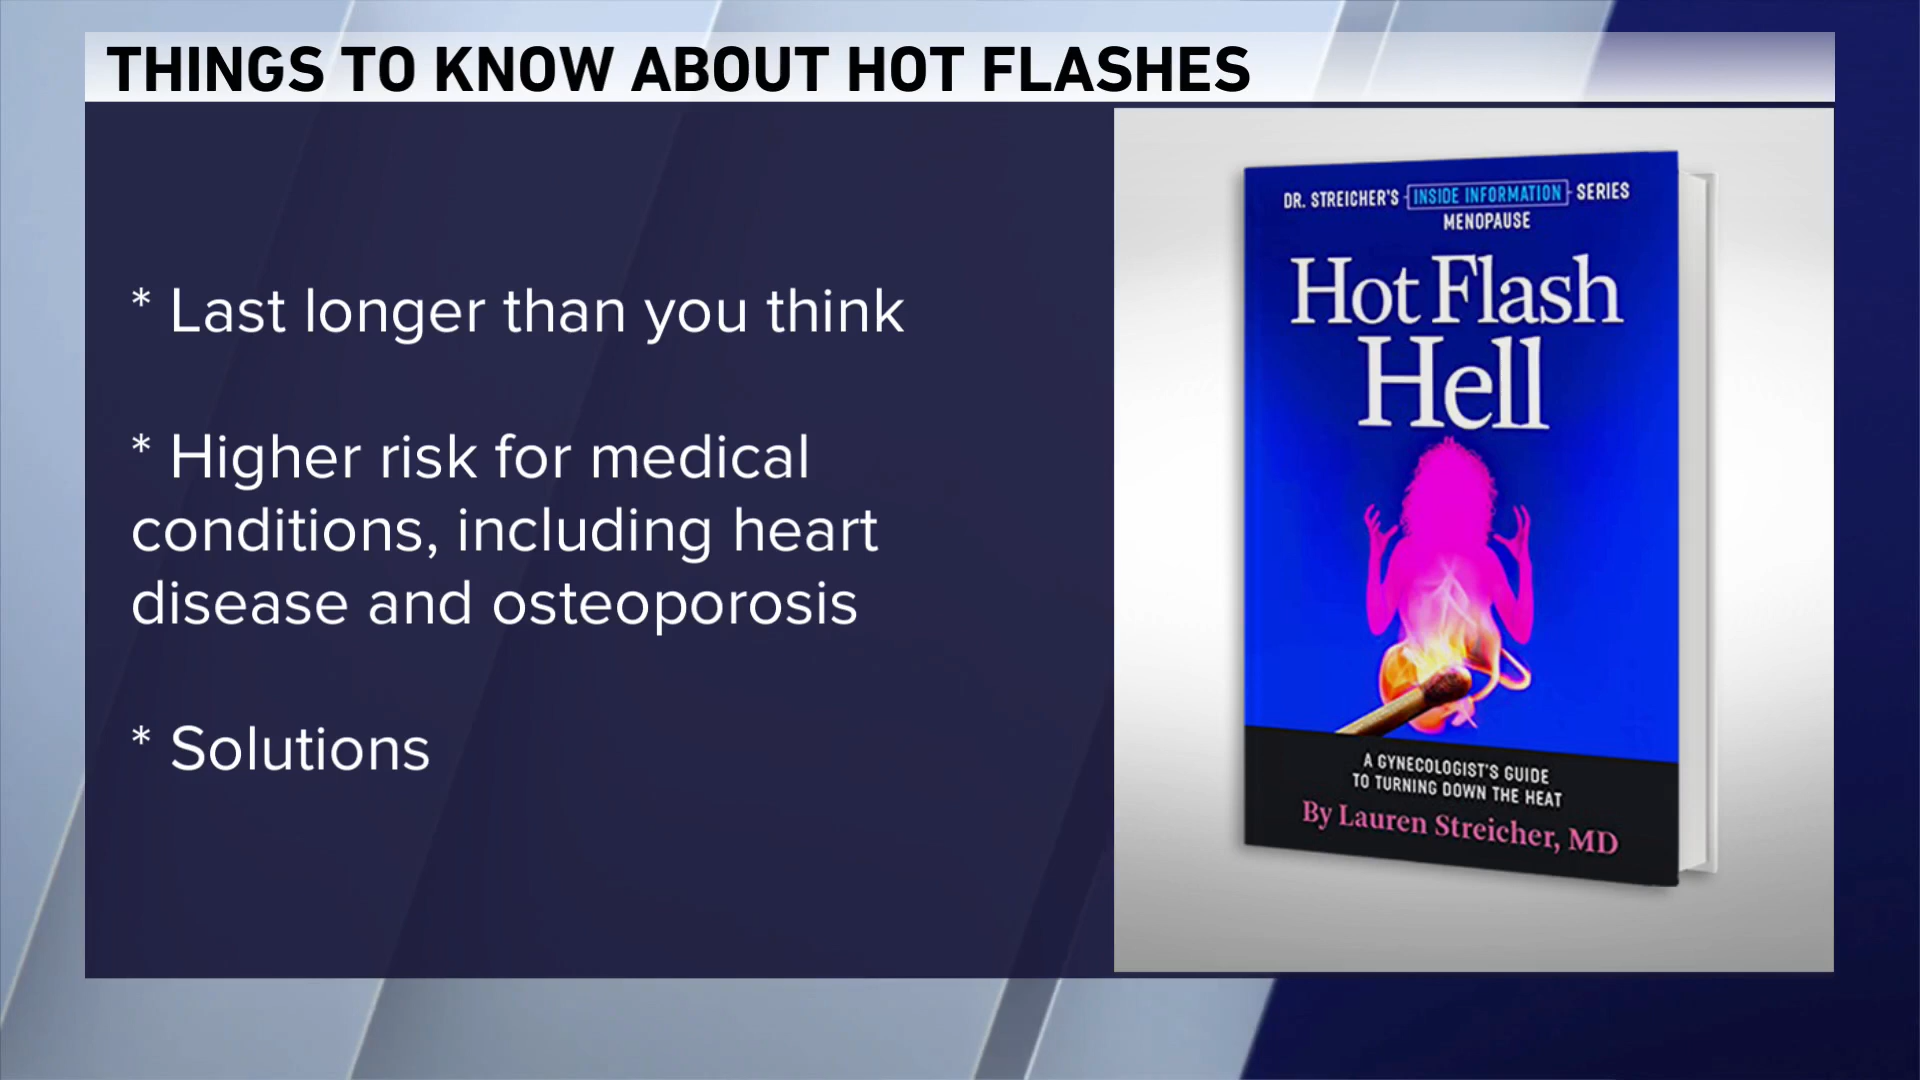 THINGS TO KNOW ABOUT HOT FLASHES
* Last longer than you think
* Higher risk for medical
conditions, including heart
disease and osteoporosis
* Solutions
DR. STREICHER'S INSIDE INFORMATION SERIES
MENOPAUSE
Hot Flash
Hell
A GYNECOLOGIST'S GUIDE
TO TURNING DOWN THE HEAT
By Lauren Streicher, MD